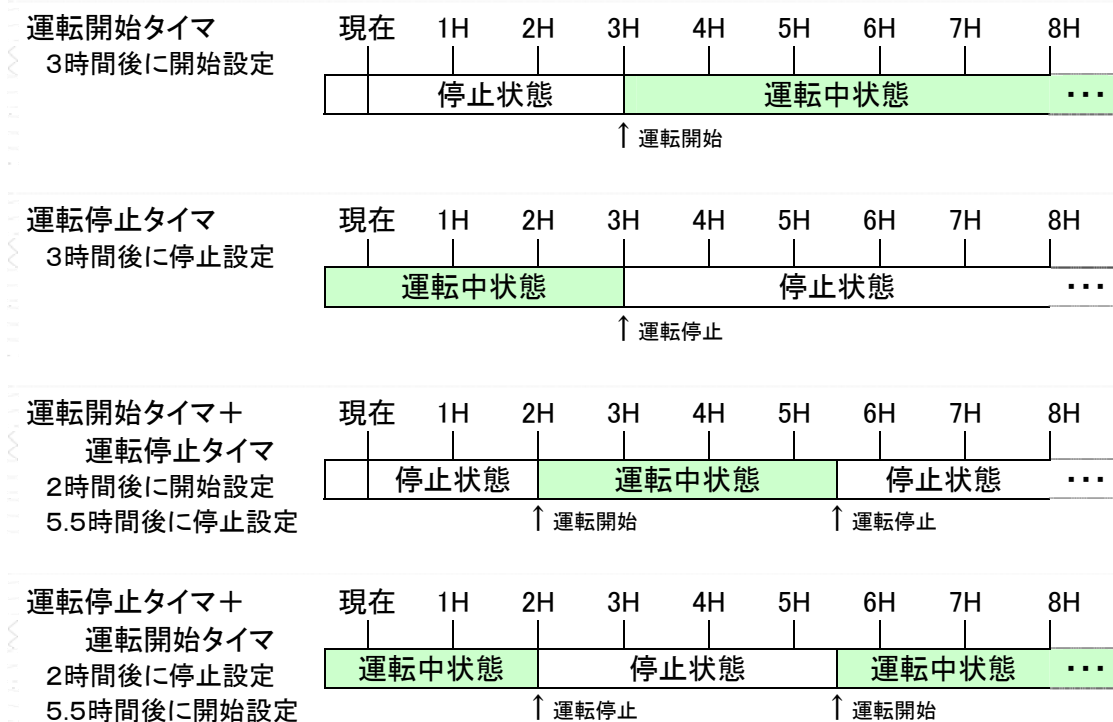 運転開始タイマ 現在 1H 2H 3H 4H 5H 6H 7H 8H
3時間後に開始設定
停止状態 運転中状態 ・・・
↑ 運転開始
運転停止タイマ 現在 1H 2H 3H 4H 5H 6H 7H 8H
3時間後に停止設定
運転中状態 停止状態 ・・・
↑ 運転停止
運転開始タイマ+ 現在 1H 2H 3H 4H 5H 6H 7H 8H
運転停止タイマ
2時間後に開始設定 停止状態 運転中状態 停止状態 ・・・
5.5時間後に停止設定 ↑ 運転開始 ↑ 運転停止
運転停止タイマ+ 現在 1H 2H 3H 4H 5H 6H 7H 8H
運転開始タイマ
2時間後に停止設定 運転中状態 停止状態 運転中状態 ・・・
5.5時間後に開始設定 ↑ 運転停止 ↑ 運転開始